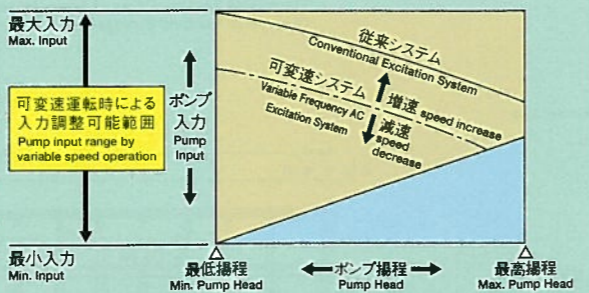 最大入力
Max. Input
可変速運転時による
入力調整可能範囲
Pump input range by
variable speed operation
最小入力
Min. Input
ポンプ
入力
Pump
Input
従来システム
Conventional Excitation System
可変速システム
Variable Frequency AC
Excitation System
増速 speed increase
減速
speed
decrease
最低揚程
Min. Pump Head
ポンプ揚程
Pump Head
最高揚程
Max. Pump Head